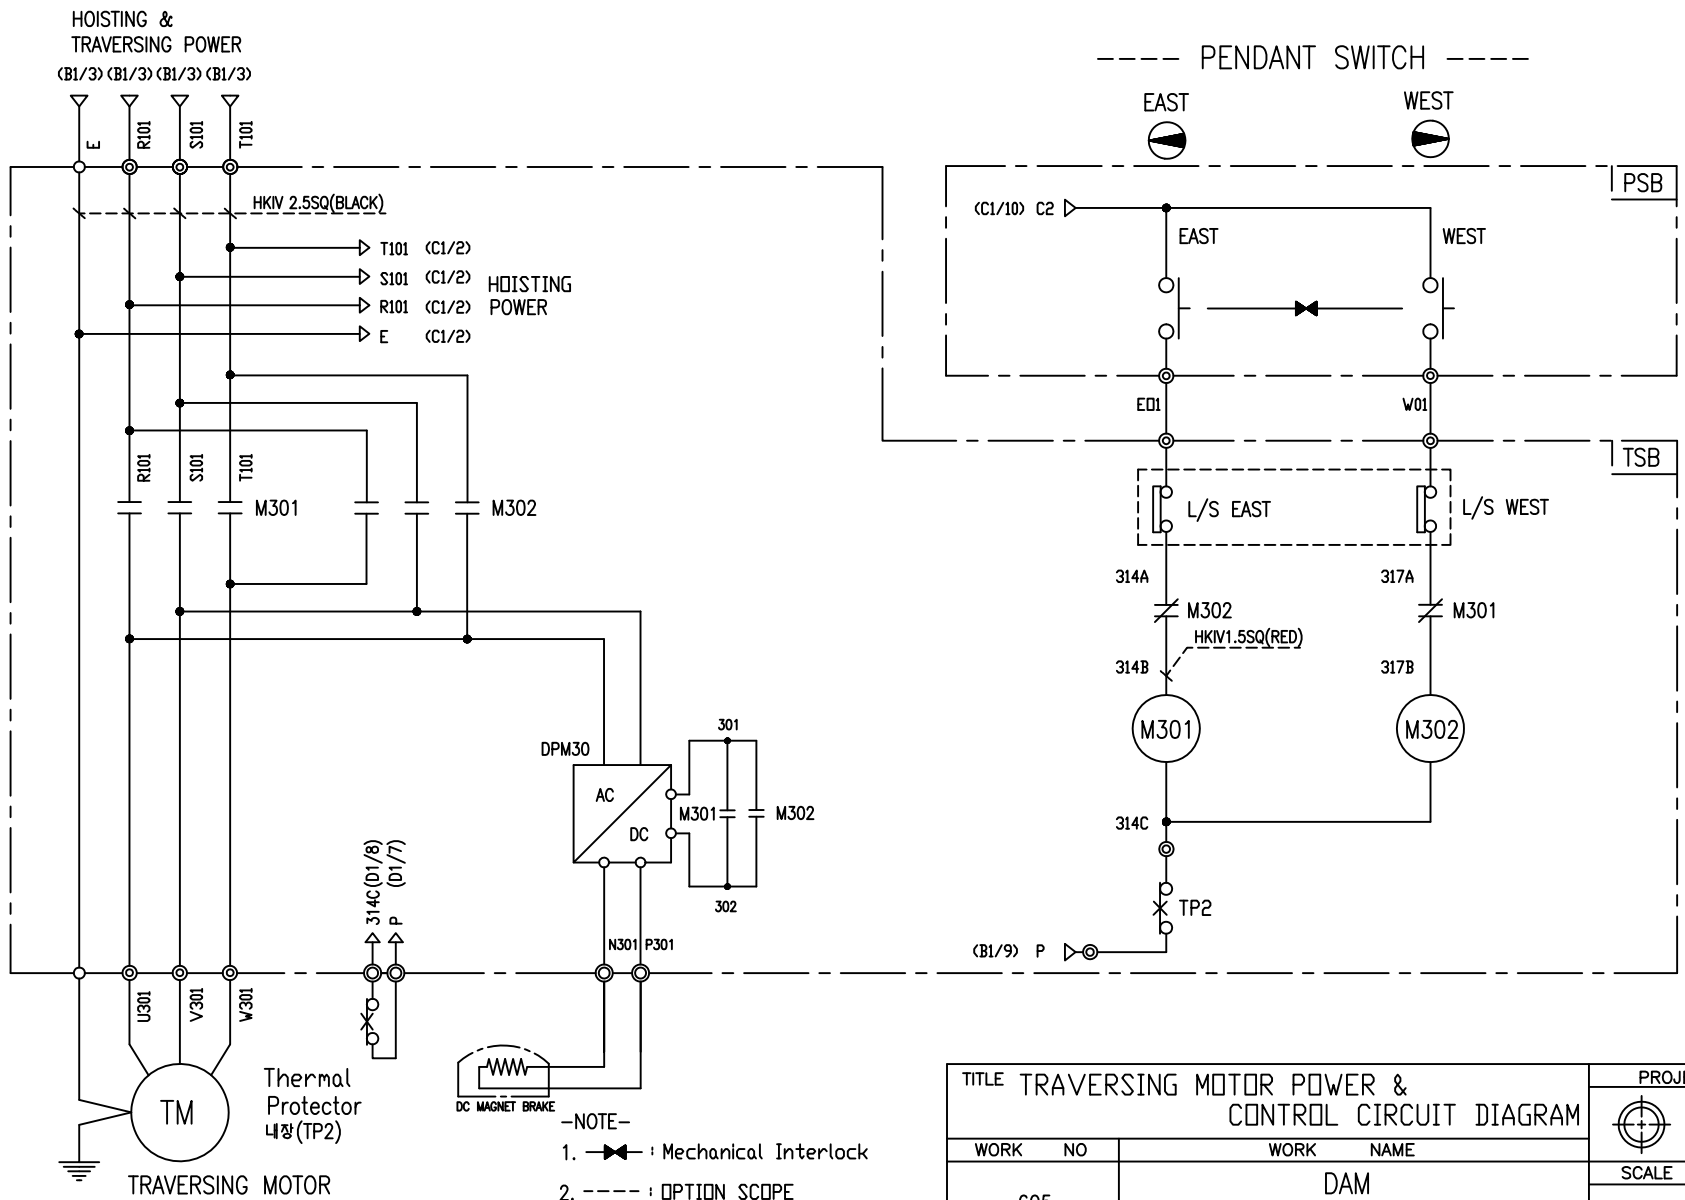 HOISTING &
TRAVERSING POWER
(B1/3) (B1/3) (B1/3) (B1/3)
E
R101
S101
T101
HKIV 2.5SQ(BLACK)
T101 (C1/2)
S101 (C1/2)
R101 (C1/2)
E (C1/2)
HOISTING
POWER
R101
S101
T101
M301
M302
DPM30
AC
DC
301
M301
M302
302
314C(D1/8)
P (D1/7)
N301
P301
U301
V301
W301
TM
Thermal
Protector
내장(TP2)
TRAVERSING MOTOR
DC MAGNET BRAKE
-NOTE-
1. : Mechanical Interlock
2. ----- : OPTION SCOPE
---- PENDANT SWITCH ----
EAST
WEST
PSB
(C1/10) C2
EAST
WEST
E01
W01
TSB
L/S EAST
L/S WEST
314A
317A
M302
M301
HKIV1.5SQ(RED)
314B
317B
M301
M302
314C
TP2
(B1/9) P
TITLE TRAVERSING MOTOR POWER &
CONTROL CIRCUIT DIAGRAM
WORK NO
WORK NAME
DAM
SCALE